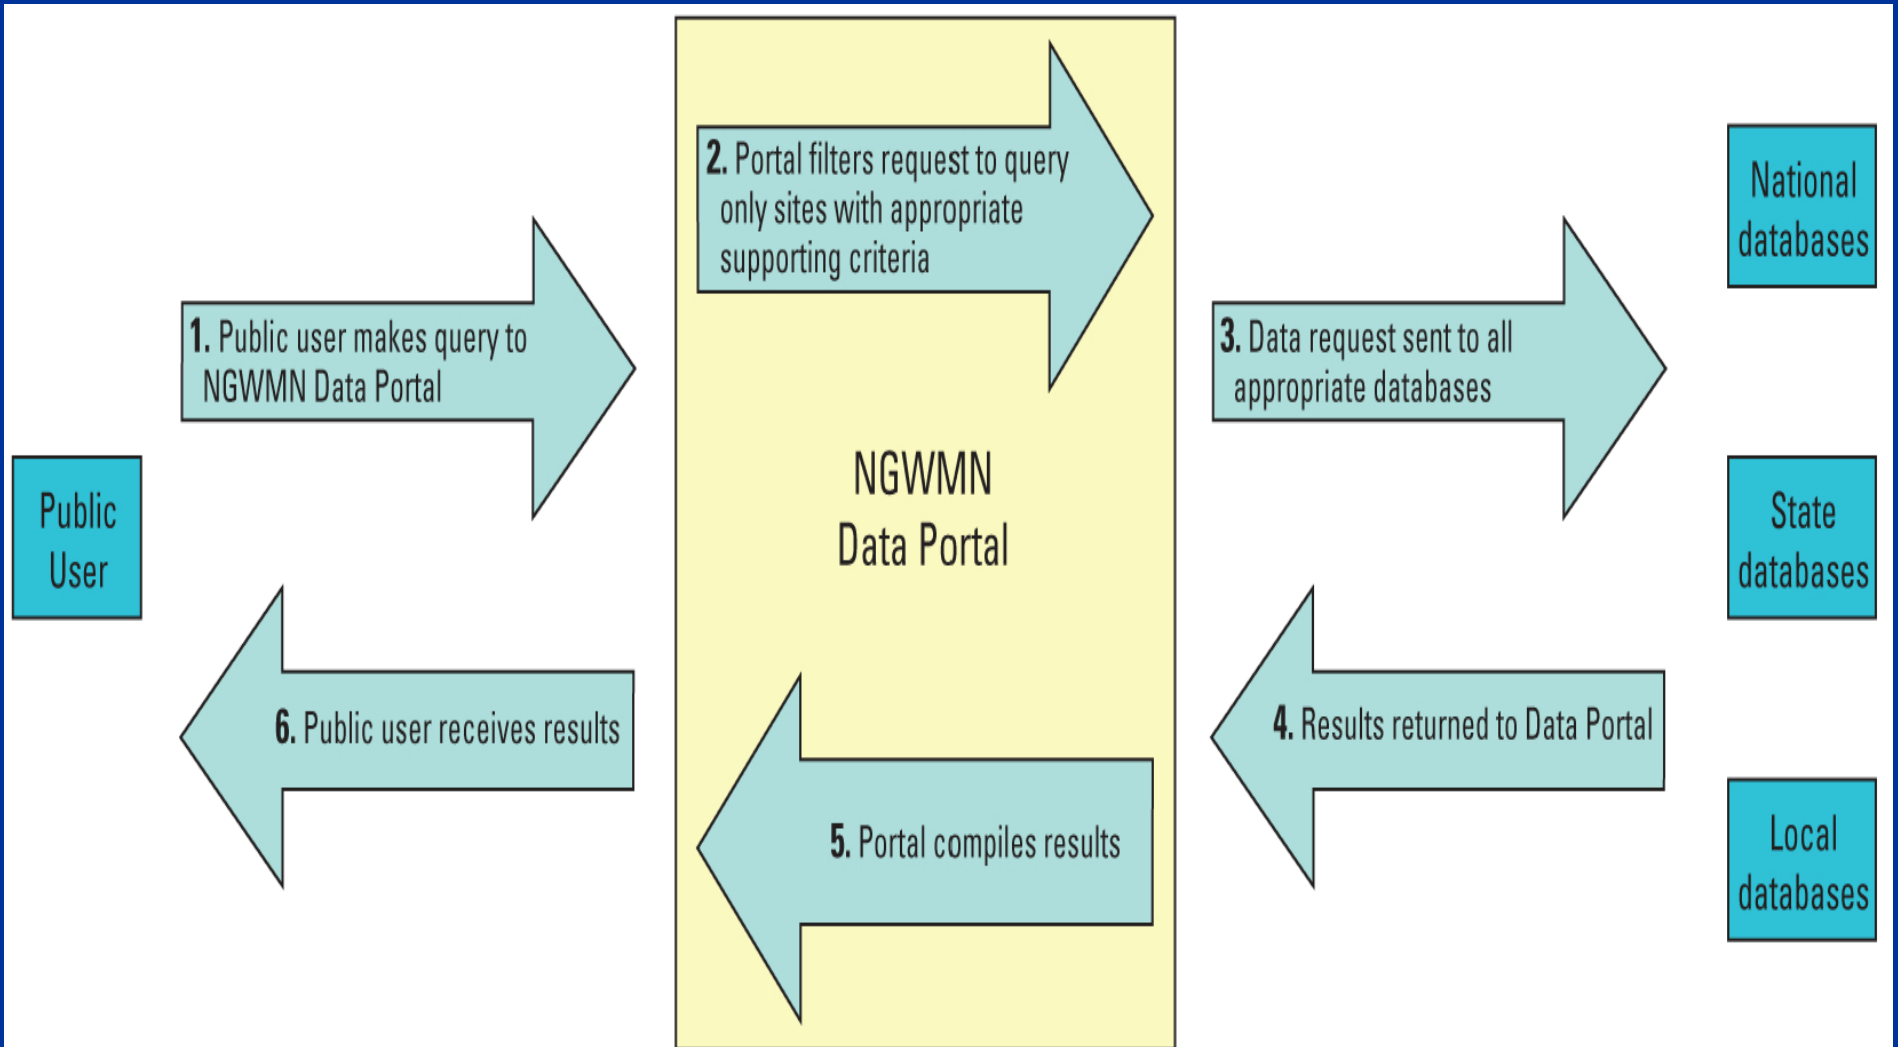 Public
User
1. Public user makes query to
NGWMN Data Portal
2. Portal filters request to query
only sites with appropriate
supporting criteria
NGWMN
Data Portal
3. Data request sent to all
appropriate databases
National
databases
State
databases
Local
databases
4. Results returned to Data Portal
5. Portal compiles results
6. Public user receives results